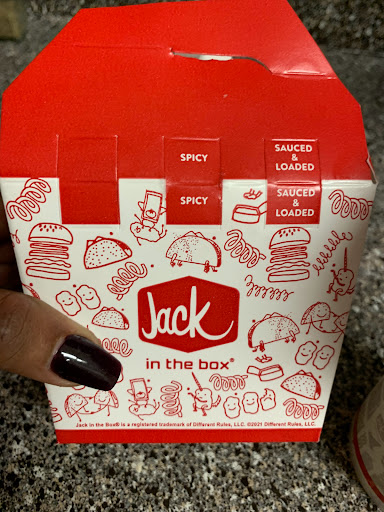 SPICY
SAUCED
&
LOADED
SPICY
SAUCED
&
LOADED
Jack
in the box®
Jack in the Box® is a registered trademark of Different Rules, LLC. ©2021 Different Rules, LLC.